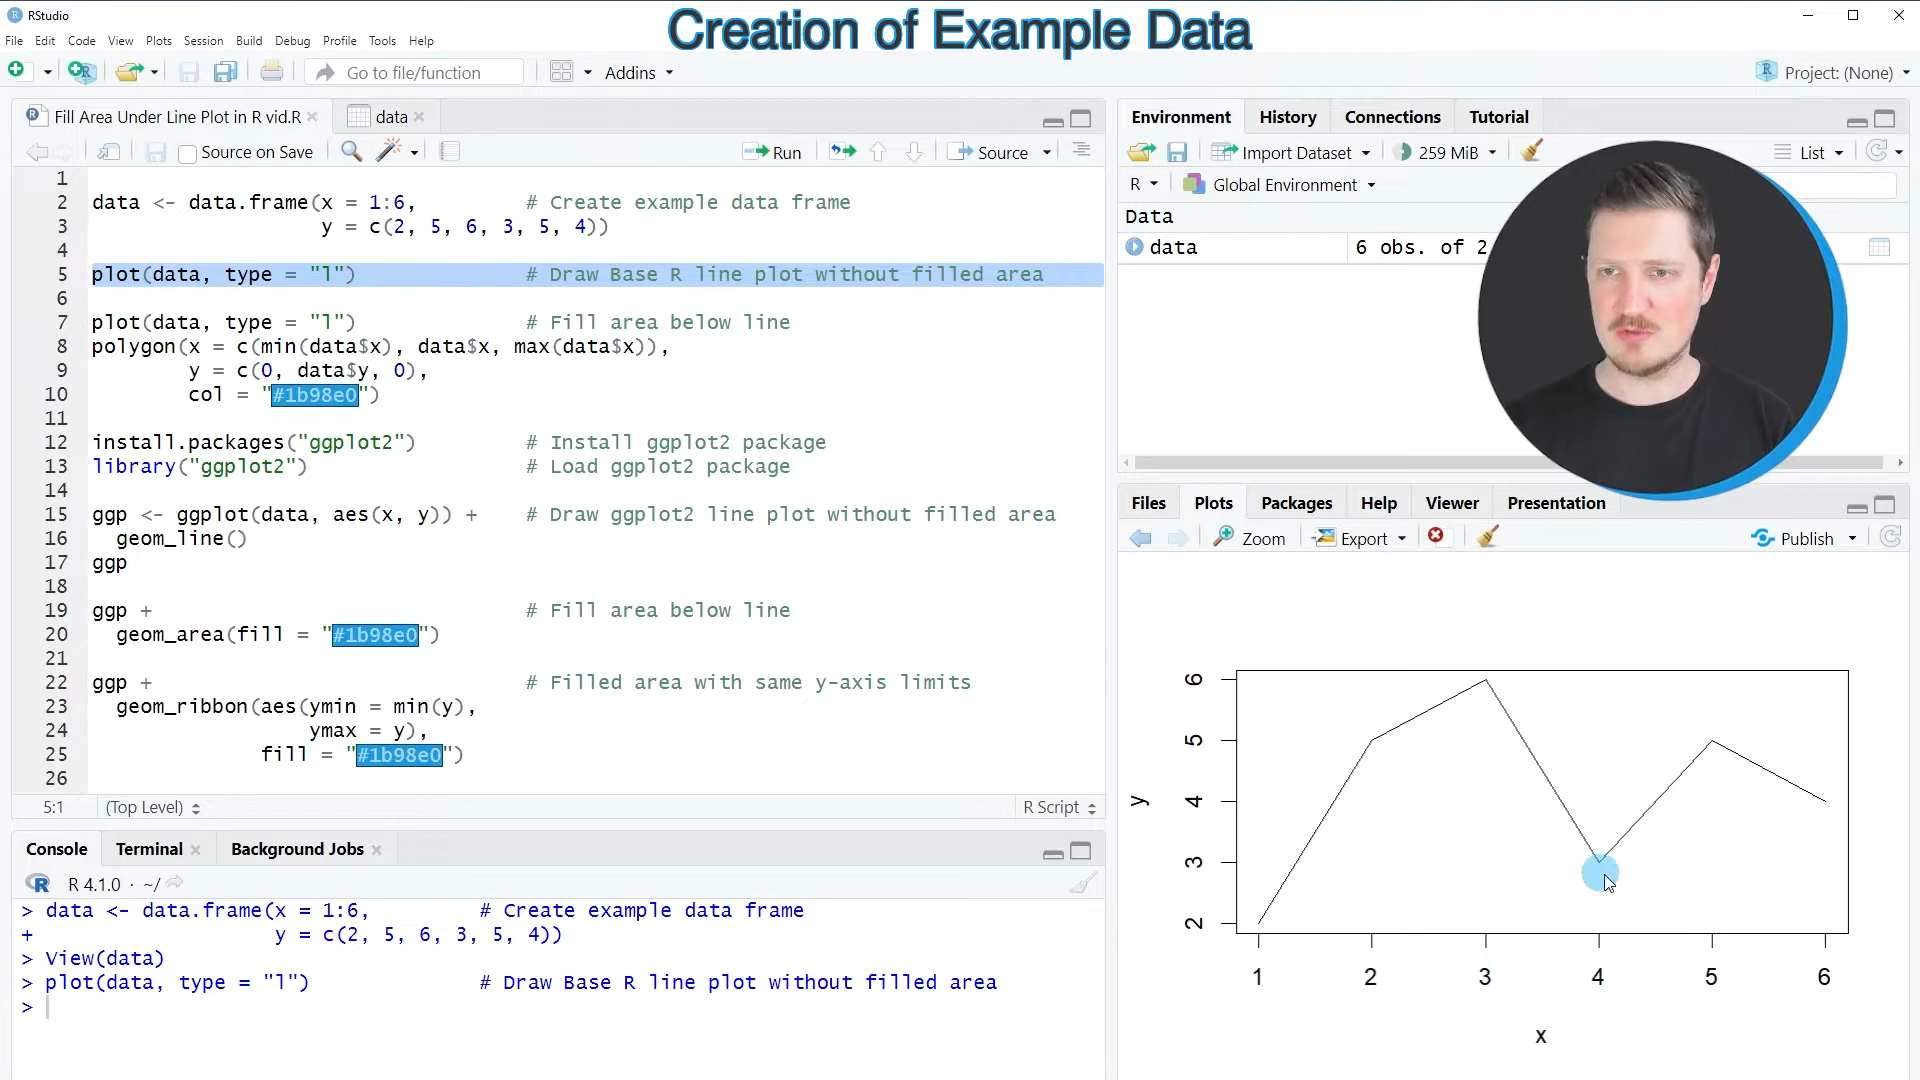 RStudio
Creation of Example Data
File Edit Code View Plots Session Build Debug Profile Tools Help
Go to file/function
Addins
Project: (None)
Fill Area Under Line Plot in R vid.R
data
Source on Save
Run
Source
1
2 data <- data.frame(x = 1:6, # Create example data frame
3 y = c(2, 5, 6, 3, 5, 4))
4
5 plot(data, type = "l") # Draw Base R line plot without filled area
6
7 plot(data, type = "l") # Fill area below line
8 polygon(x = c(min(data$x), data$x, max(data$x)),
9 y = c(0, data$y, 0),
10 col = "#1b98e0")
11
12 install.packages("ggplot2") # Install ggplot2 package
13 library("ggplot2") # Load ggplot2 package
14
15 ggp <- ggplot(data, aes(x, y)) + # Draw ggplot2 line plot without filled area
16 geom_line()
17 ggp
18
19 ggp + # Fill area below line
20 geom_area(fill = "#1b98e0")
21
22 ggp + # Filled area with same y-axis limits
23 geom_ribbon(aes(ymin = min(y),
24 ymax = y),
25 fill = "#1b98e0")
26
5:1 (Top Level) R Script
Console Terminal Background Jobs
R 4.1.0 · ~/
> data <- data.frame(x = 1:6, # Create example data frame
+ y = c(2, 5, 6, 3, 5, 4))
> View(data)
> plot(data, type = "l") # Draw Base R line plot without filled area
>
Environment History Connections Tutorial
Import Dataset 259 MiB List
R Global Environment
Data
data 6 obs. of 2
Files Plots Packages Help Viewer Presentation
Zoom Export Publish
6
5
4
3
2
y
1 2 3 4 5 6
x